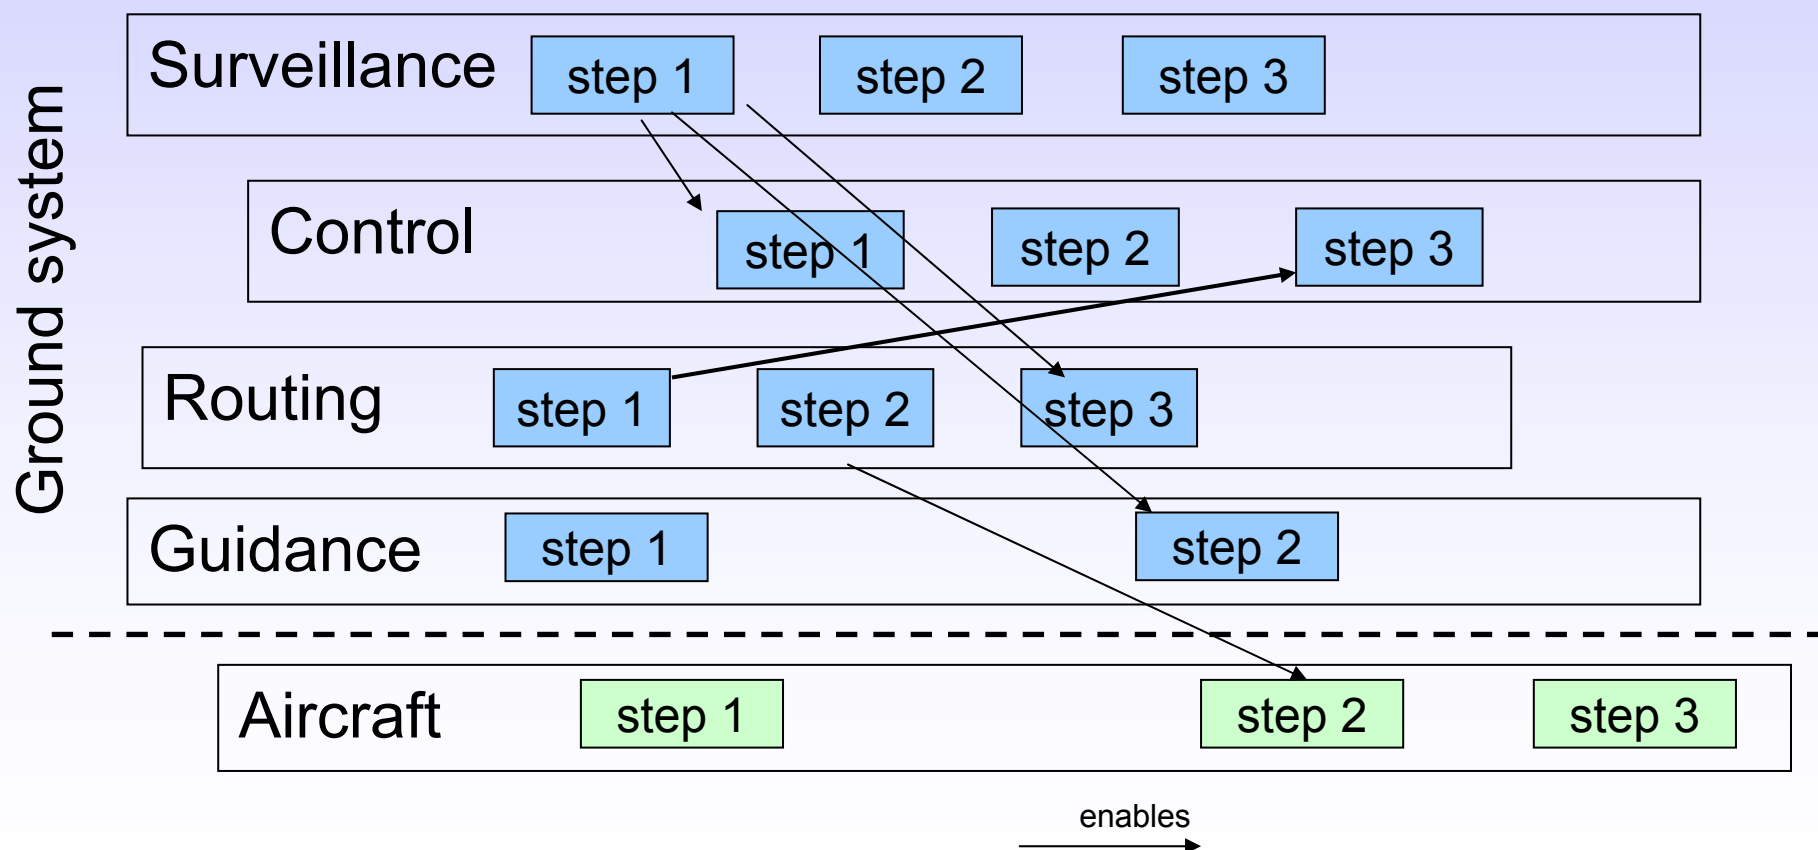 Ground system
Surveillance
step 1
step 2
step 3
Control
step 1
step 2
step 3
Routing
step 1
step 2
step 3
Guidance
step 1
step 2
Aircraft
step 1
step 2
step 3
enables